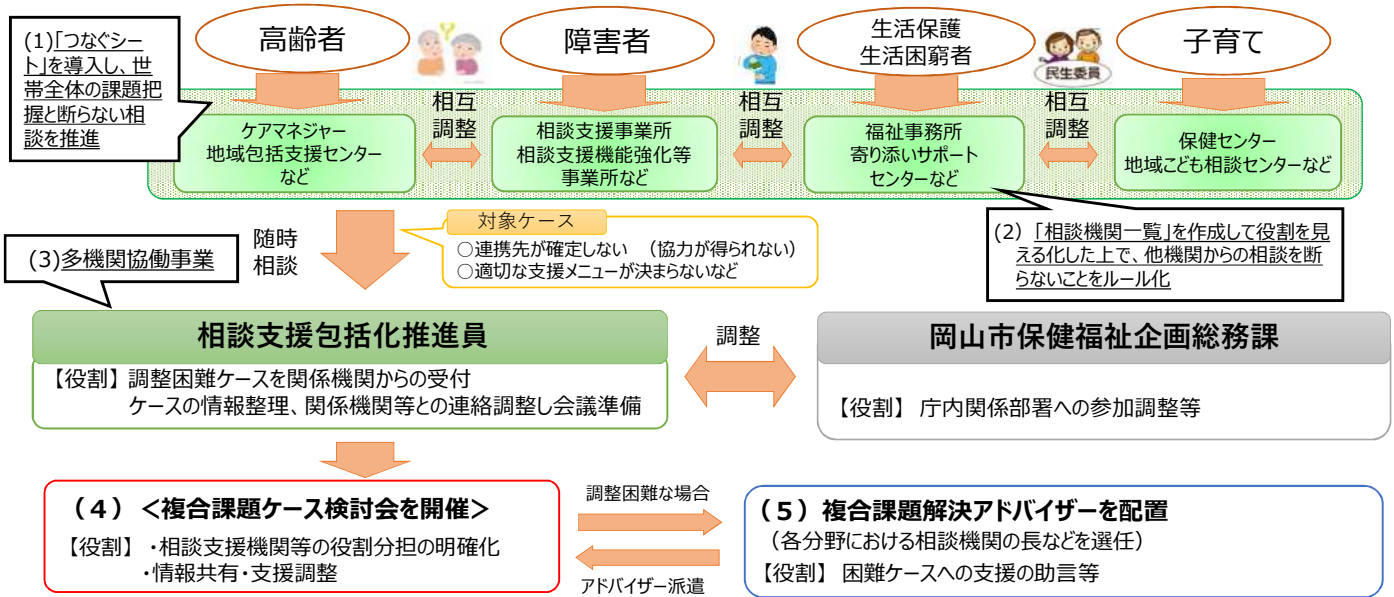 (1)「つなぐシー
ト」を導入し、世
帯全体の課題把
握と断らない相
談を推進
高齢者
障害者
生活保護
生活困窮者
民生委員
子育て
相互
調整
相互
調整
相互
調整
ケアマネジャー
地域包括支援センター
など
相談支援事業所
相談支援機能強化等
事業所など
福祉事務所
寄り添いサポート
センターなど
保健センター
地域こども相談センターなど
(2) 「相談機関一覧」を作成して役割を見
える化した上で、他機関からの相談を断
らないことをルール化
随時
相談
対象ケース
○連携先が確定しない （協力が得られない）
○適切な支援メニューが決まらないなど
(3)多機関協働事業
相談支援包括化推進員
【役割】 調整困難ケースを関係機関からの受付
ケースの情報整理、関係機関等との連絡調整し会議準備
調整
岡山市保健福祉企画総務課
【役割】 庁内関係部署への参加調整等
（４）＜複合課題ケース検討会を開催＞
【役割】 ・相談支援機関等の役割分担の明確化
・情報共有・支援調整
調整困難な場合
アドバイザー派遣
（５）複合課題解決アドバイザーを配置
（各分野における相談機関の長などを選任）
【役割】 困難ケースへの支援の助言等